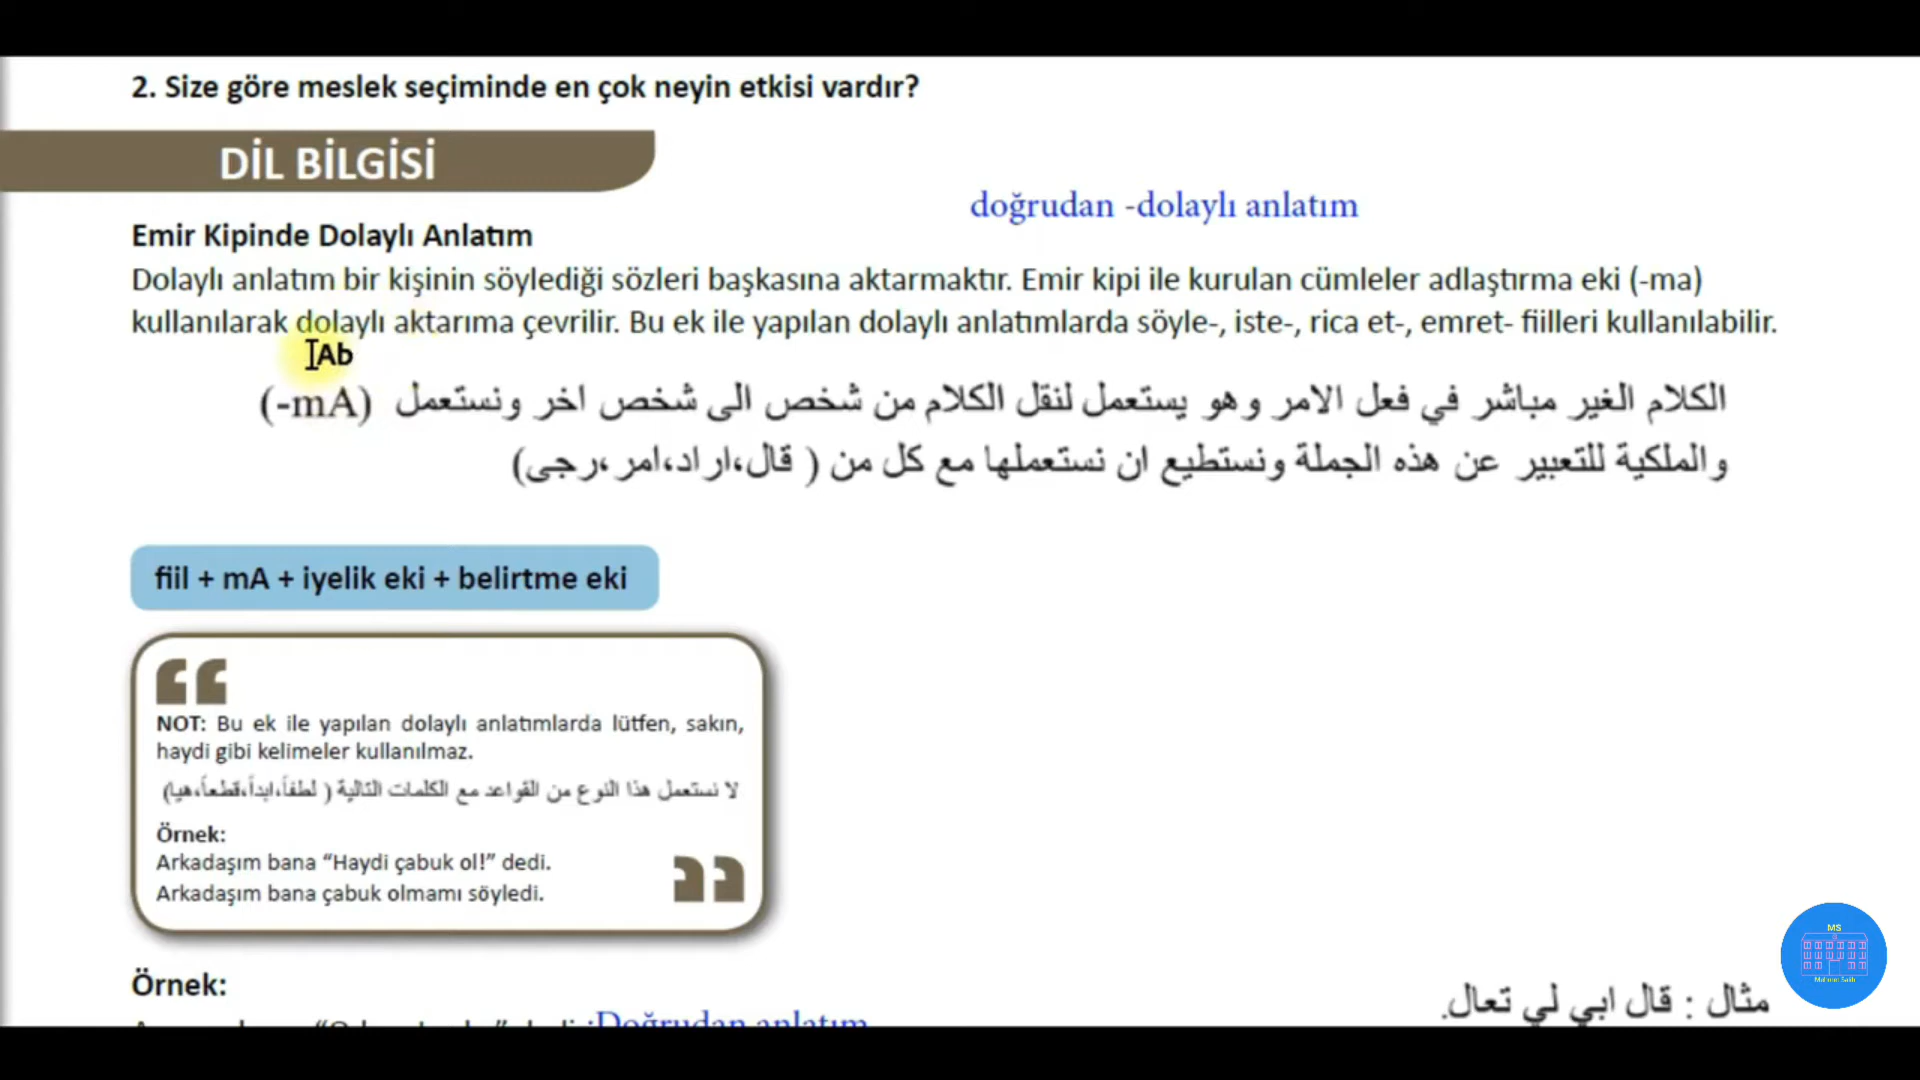 2. Size göre meslek seçiminde en çok neyin etkisi vardır?
DİL BİLGİSİ
doğrudan -dolaylı anlatım
Emir Kipinde Dolaylı Anlatım
Dolaylı anlatım bir kişinin söylediği sözleri başkasına aktarmaktır. Emir kipi ile kurulan cümleler adlaştırma eki (-ma)
kullanılarak dolaylı aktarıma çevrilir. Bu ek ile yapılan dolaylı anlatımlarda söyle-, iste-, rica et-, emret- fiilleri kullanılabilir.
Ab
الكلام الغير مباشر في فعل الامر وهو يستعمل لنقل الكلام من شخص الى شخص اخر ونستعمل (-mA)
والملكية للتعبير عن هذه الجملة ونستطيع ان نستعملها مع كل من ( قال،اراد،امر،رجى)
fiil + mA + iyelik eki + belirtme eki
NOT: Bu ek ile yapılan dolaylı anlatımlarda lütfen, sakın,
haydi gibi kelimeler kullanılmaz.
لا نستعمل هذا النوع من القواعد مع الكلمات التالية ( لطفاً،ابداً،قطعاً،هيا)
Örnek:
Arkadaşım bana “Haydi çabuk ol!” dedi.
Arkadaşım bana çabuk olmamı söyledi.
MS
Örnek:
مثال : قال ابي لي تعال.
:Doğrudan anlatım